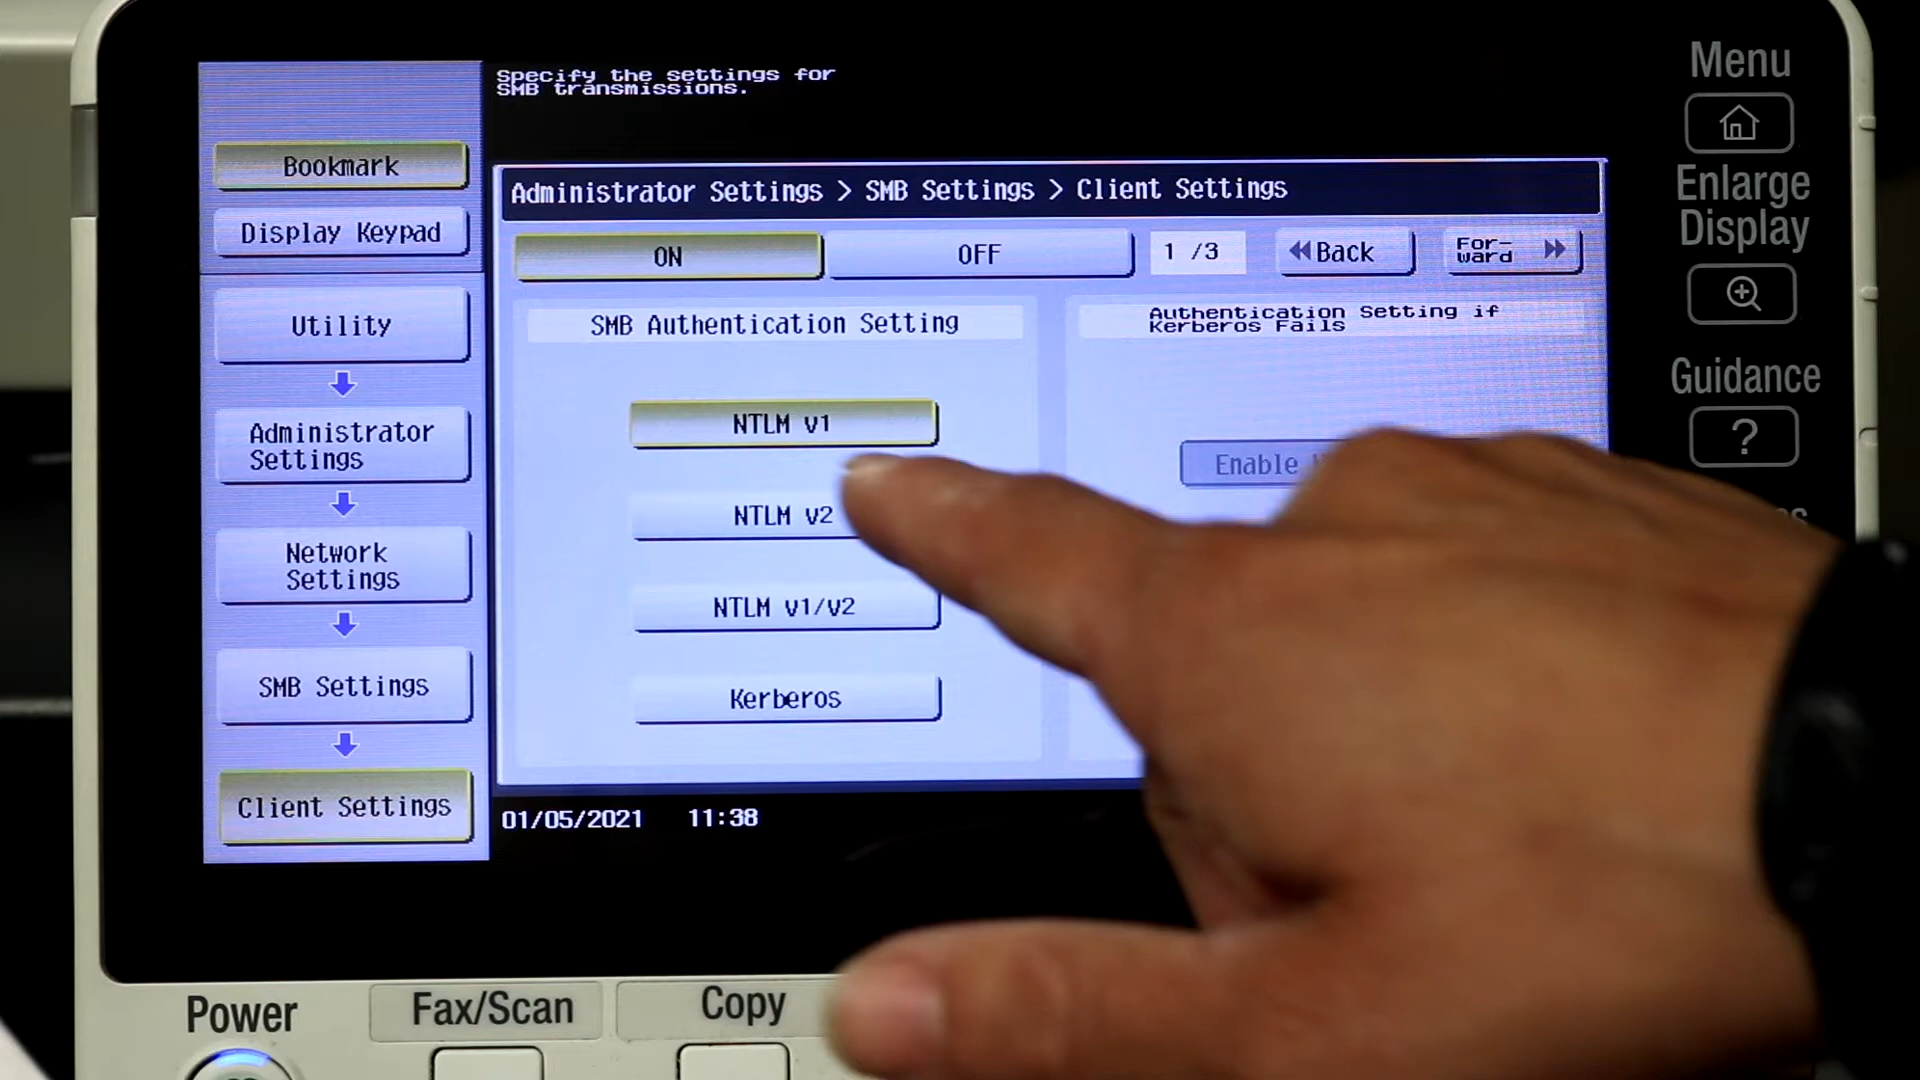 Specify the settings for
SMB transmissions.
Bookmark
Display Keypad
Utility
Administrator
Settings
Network
Settings
SMB Settings
Client Settings
Administrator Settings > SMB Settings > Client Settings
ON
OFF
1 /3
Back
For-
ward
SMB Authentication Setting
NTLM v1
NTLM v2
NTLM v1/v2
Kerberos
Authentication Setting if
Kerberos Fails
Enable
01/05/2021 11:38
Menu
Enlarge
Display
Guidance
?
Power
Fax/Scan
Copy